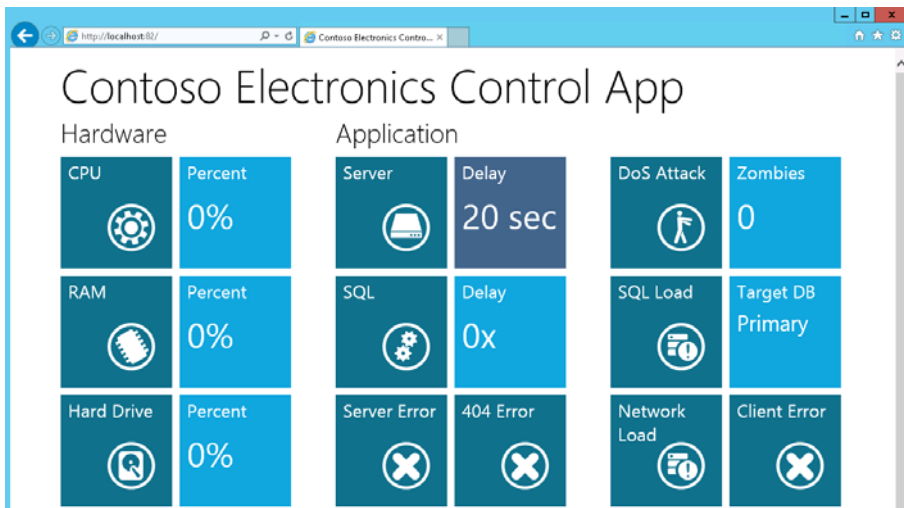 http://localhost:82/
Contoso Electronics Contro...
Contoso Electronics Control App
Hardware
Application
CPU
Percent
0%
Server
Delay
20 sec
DoS Attack
Zombies
0
RAM
Percent
0%
SQL
Delay
0x
SQL Load
Target DB
Primary
Hard Drive
Percent
0%
Server Error
404 Error
Network
Load
Client Error